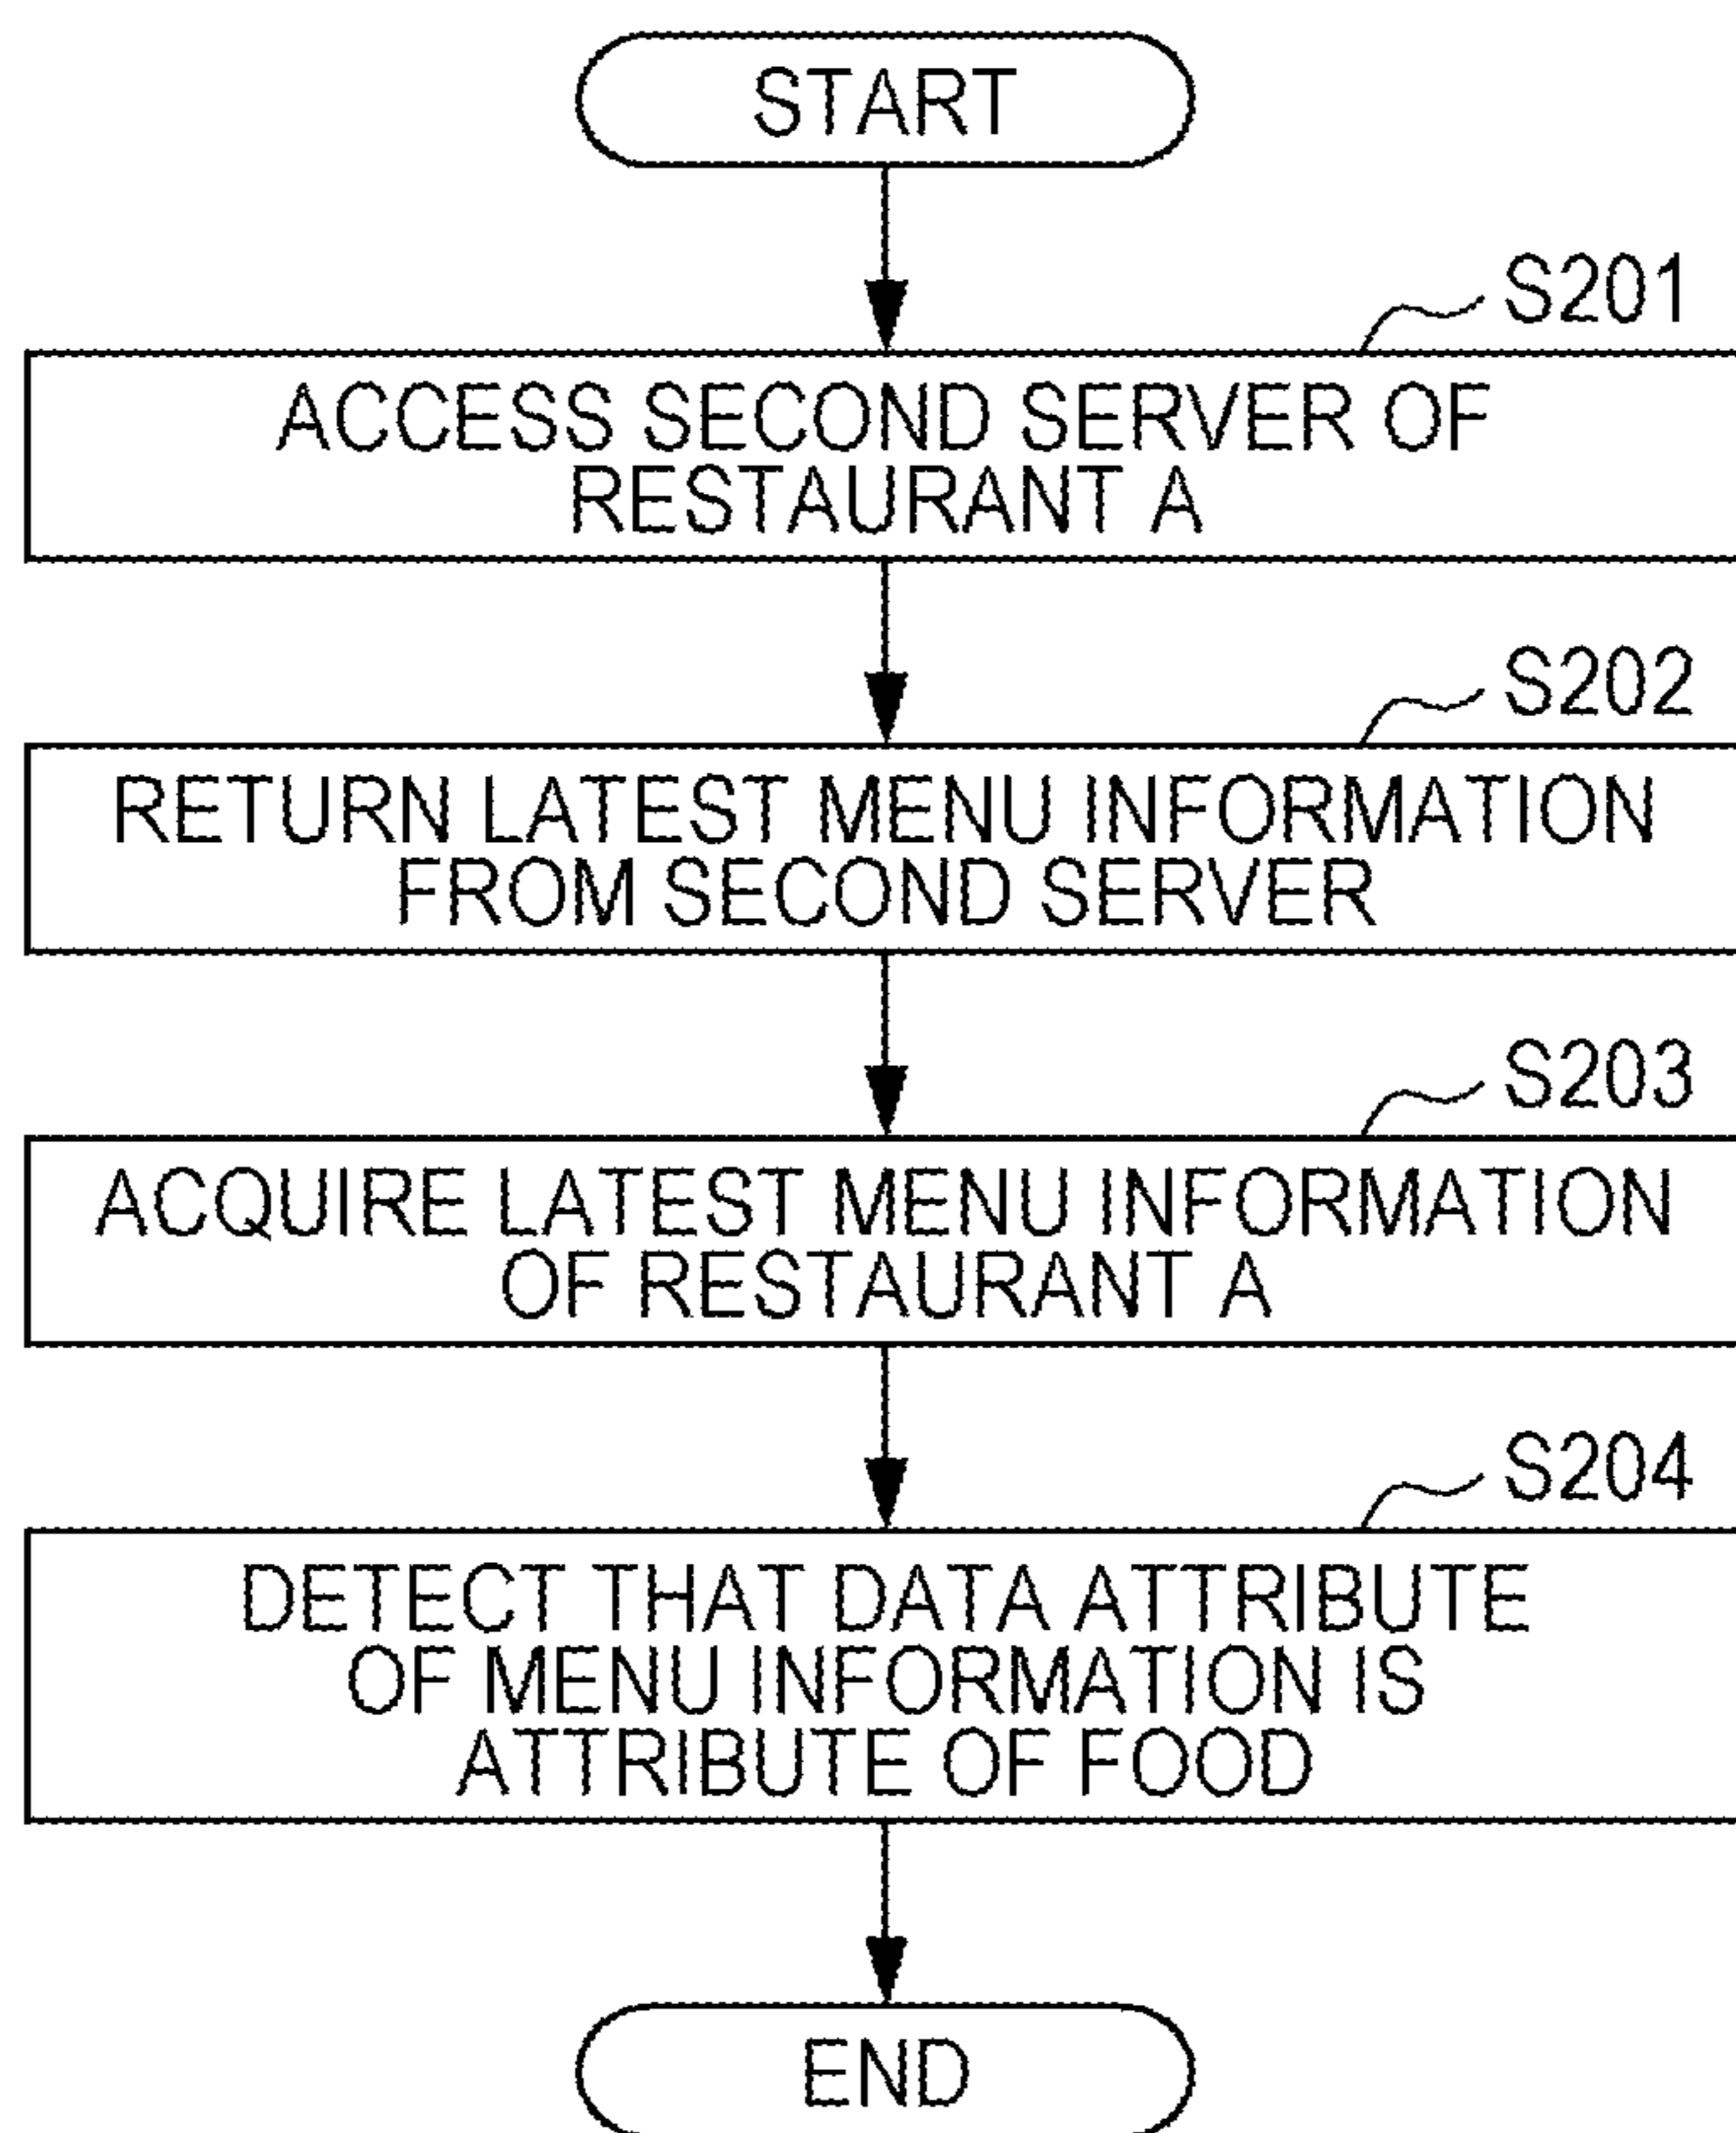 START
S201
ACCESS SECOND SERVER OF
RESTAURANT A
S202
RETURN LATEST MENU INFORMATION
FROM SECOND SERVER
S203
ACQUIRE LATEST MENU INFORMATION
OF RESTAURANT A
S204
DETECT THAT DATA ATTRIBUTE
OF MENU INFORMATION IS
ATTRIBUTE OF FOOD
END